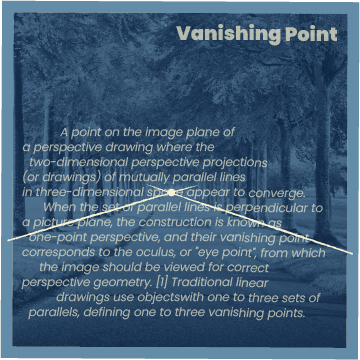 Vanishing Point
A point on the image plane of
a perspective drawing where the
two-dimensional perspective projections
(or drawings) of mutually parallel lines
in three-dimensional space appear to converge.
When the set of parallel lines is perpendicular to
a picture plane, the construction is known as
one-point perspective, and their vanishing point
corresponds to the oculus, or "eye point", from which
the image should be viewed for correct
perspective geometry. [1] Traditional linear
drawings use objectswith one to three sets of
parallels, defining one to three vanishing points.